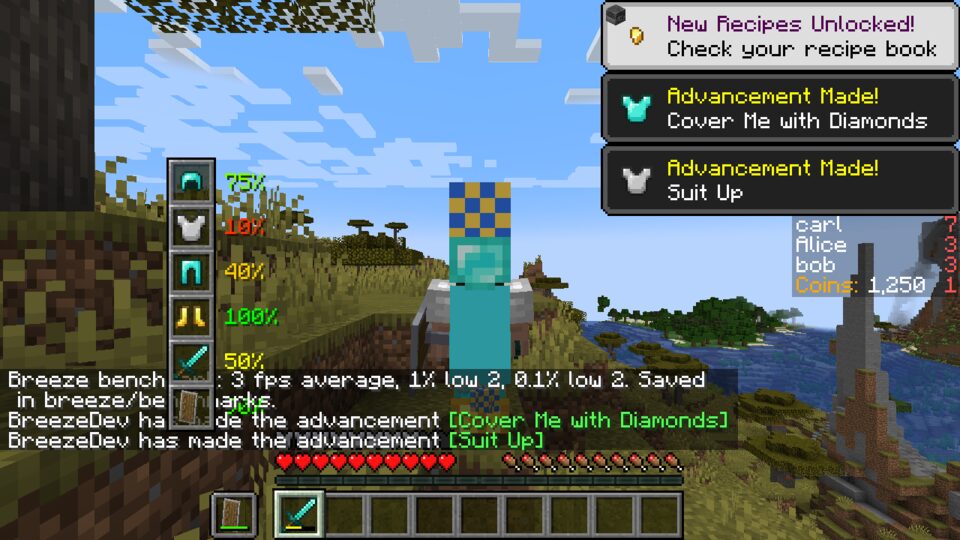 New Recipes Unlocked!
Check your recipe book
Advancement Made!
Cover Me with Diamonds
Advancement Made!
Suit Up
carl 7
Alice 3
bob 3
Coins: 1,250 1
75%
10%
40%
100%
50%
Breeze bench : 3 fps average, 1% low 2, 0.1% low 2. Saved
in breeze/be marks.
BreezeDev ha de the advancement [Cover Me with Diamonds]
BreezeDev has made the advancement [Suit Up]